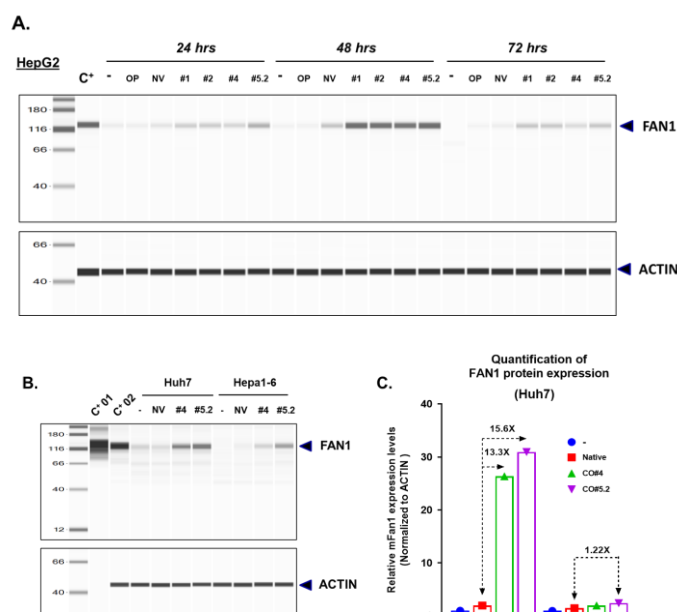 A.
24 hrs 48 hrs 72 hrs
HepG2
C+ - OP NV #1 #2 #4 #5.2 - OP NV #1 #2 #4 #5.2 - OP NV #1 #2 #4 #5.2
180
116
FAN1
66
40
66
ACTIN
40
B.
Huh7 Hepa1-6
C+ 01 C+ 02 - NV #4 #5.2 - NV #4 #5.2
180
116
FAN1
66
40
12
66
ACTIN
40
C.
Quantification of
FAN1 protein expression
(Huh7)
Relative mFan1 expression levels
(Normalized to ACTIN)
40
30
20
10
15.6X
13.3X
1.22X
-
Native
CO#4
CO#5.2